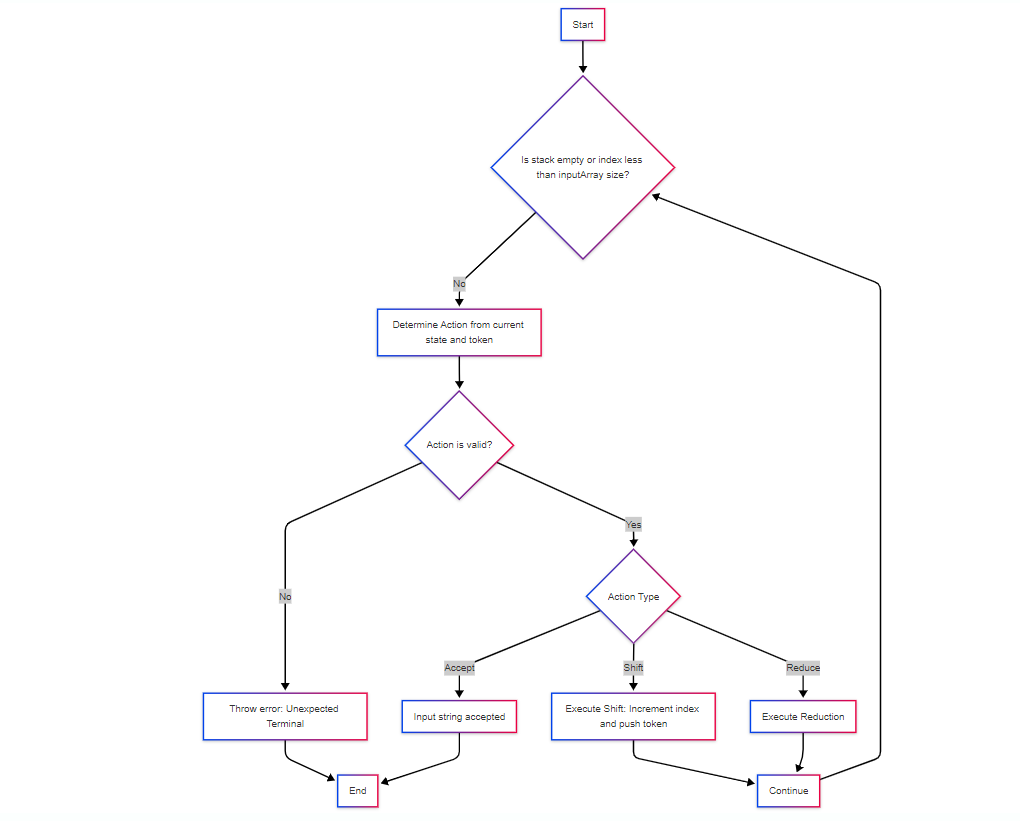 Start
Is stack empty or index less
than inputArray size?
No
Determine Action from current
state and token
Action is valid?
Yes
No
Action Type
Accept
Shift
Reduce
Throw error: Unexpected
Terminal
Input string accepted
Execute Shift: Increment index
and push token
Execute Reduction
End
Continue